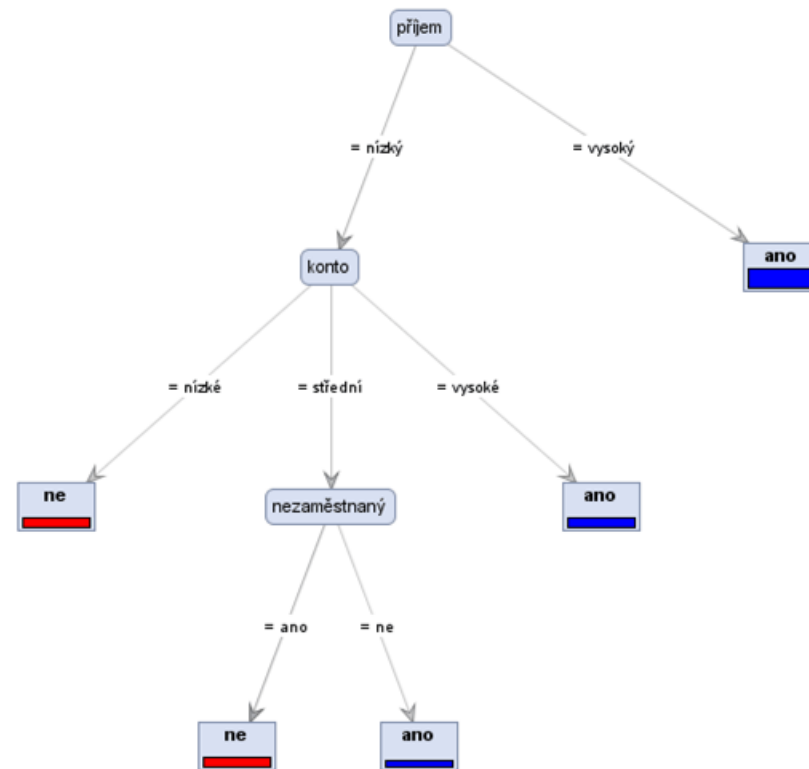 příjem
= nízký
= vysoký
ano
konto
= nízké
= střední
= vysoké
ne
nezaměstnaný
ano
= ano
= ne
ne
ano